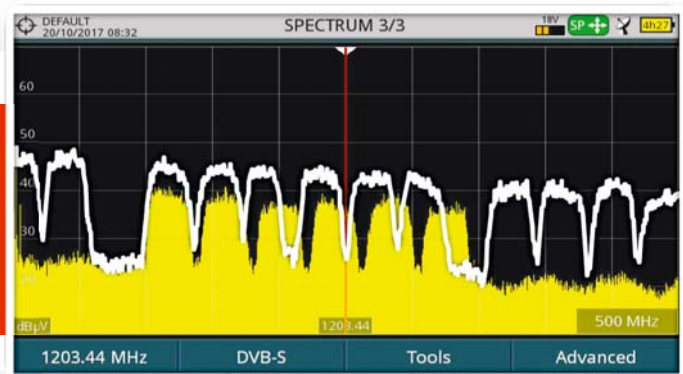 DEFAULT
20/10/2017 08:32
SPECTRUM 3/3
18V
SP
4h27
60
50
40
30
dBµV
1203.44
500 MHz
1203.44 MHz DVB-S Tools Advanced